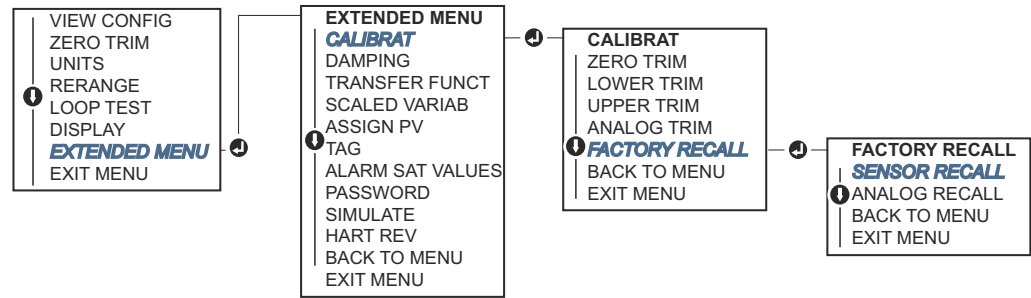 VIEW CONFIG
ZERO TRIM
UNITS
RERANGE
LOOP TEST
DISPLAY
EXTENDED MENU
EXIT MENU
EXTENDED MENU
CALIBRAT
DAMPING
TRANSFER FUNCT
SCALED VARIAB
ASSIGN PV
TAG
ALARM SAT VALUES
PASSWORD
SIMULATE
HART REV
BACK TO MENU
EXIT MENU
CALIBRAT
ZERO TRIM
LOWER TRIM
UPPER TRIM
ANALOG TRIM
FACTORY RECALL
BACK TO MENU
EXIT MENU
FACTORY RECALL
SENSOR RECALL
ANALOG RECALL
BACK TO MENU
EXIT MENU